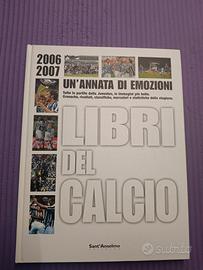 2006
2007
UN'ANNATA DI EMOZIONI
Tutte le partite della Juventus, le immagini più belle.
Cronache, risultati, classifiche, marcatori e statistiche della stagione.
LIBRI
DEL
CALCIO
Sant'Anselmo
subito